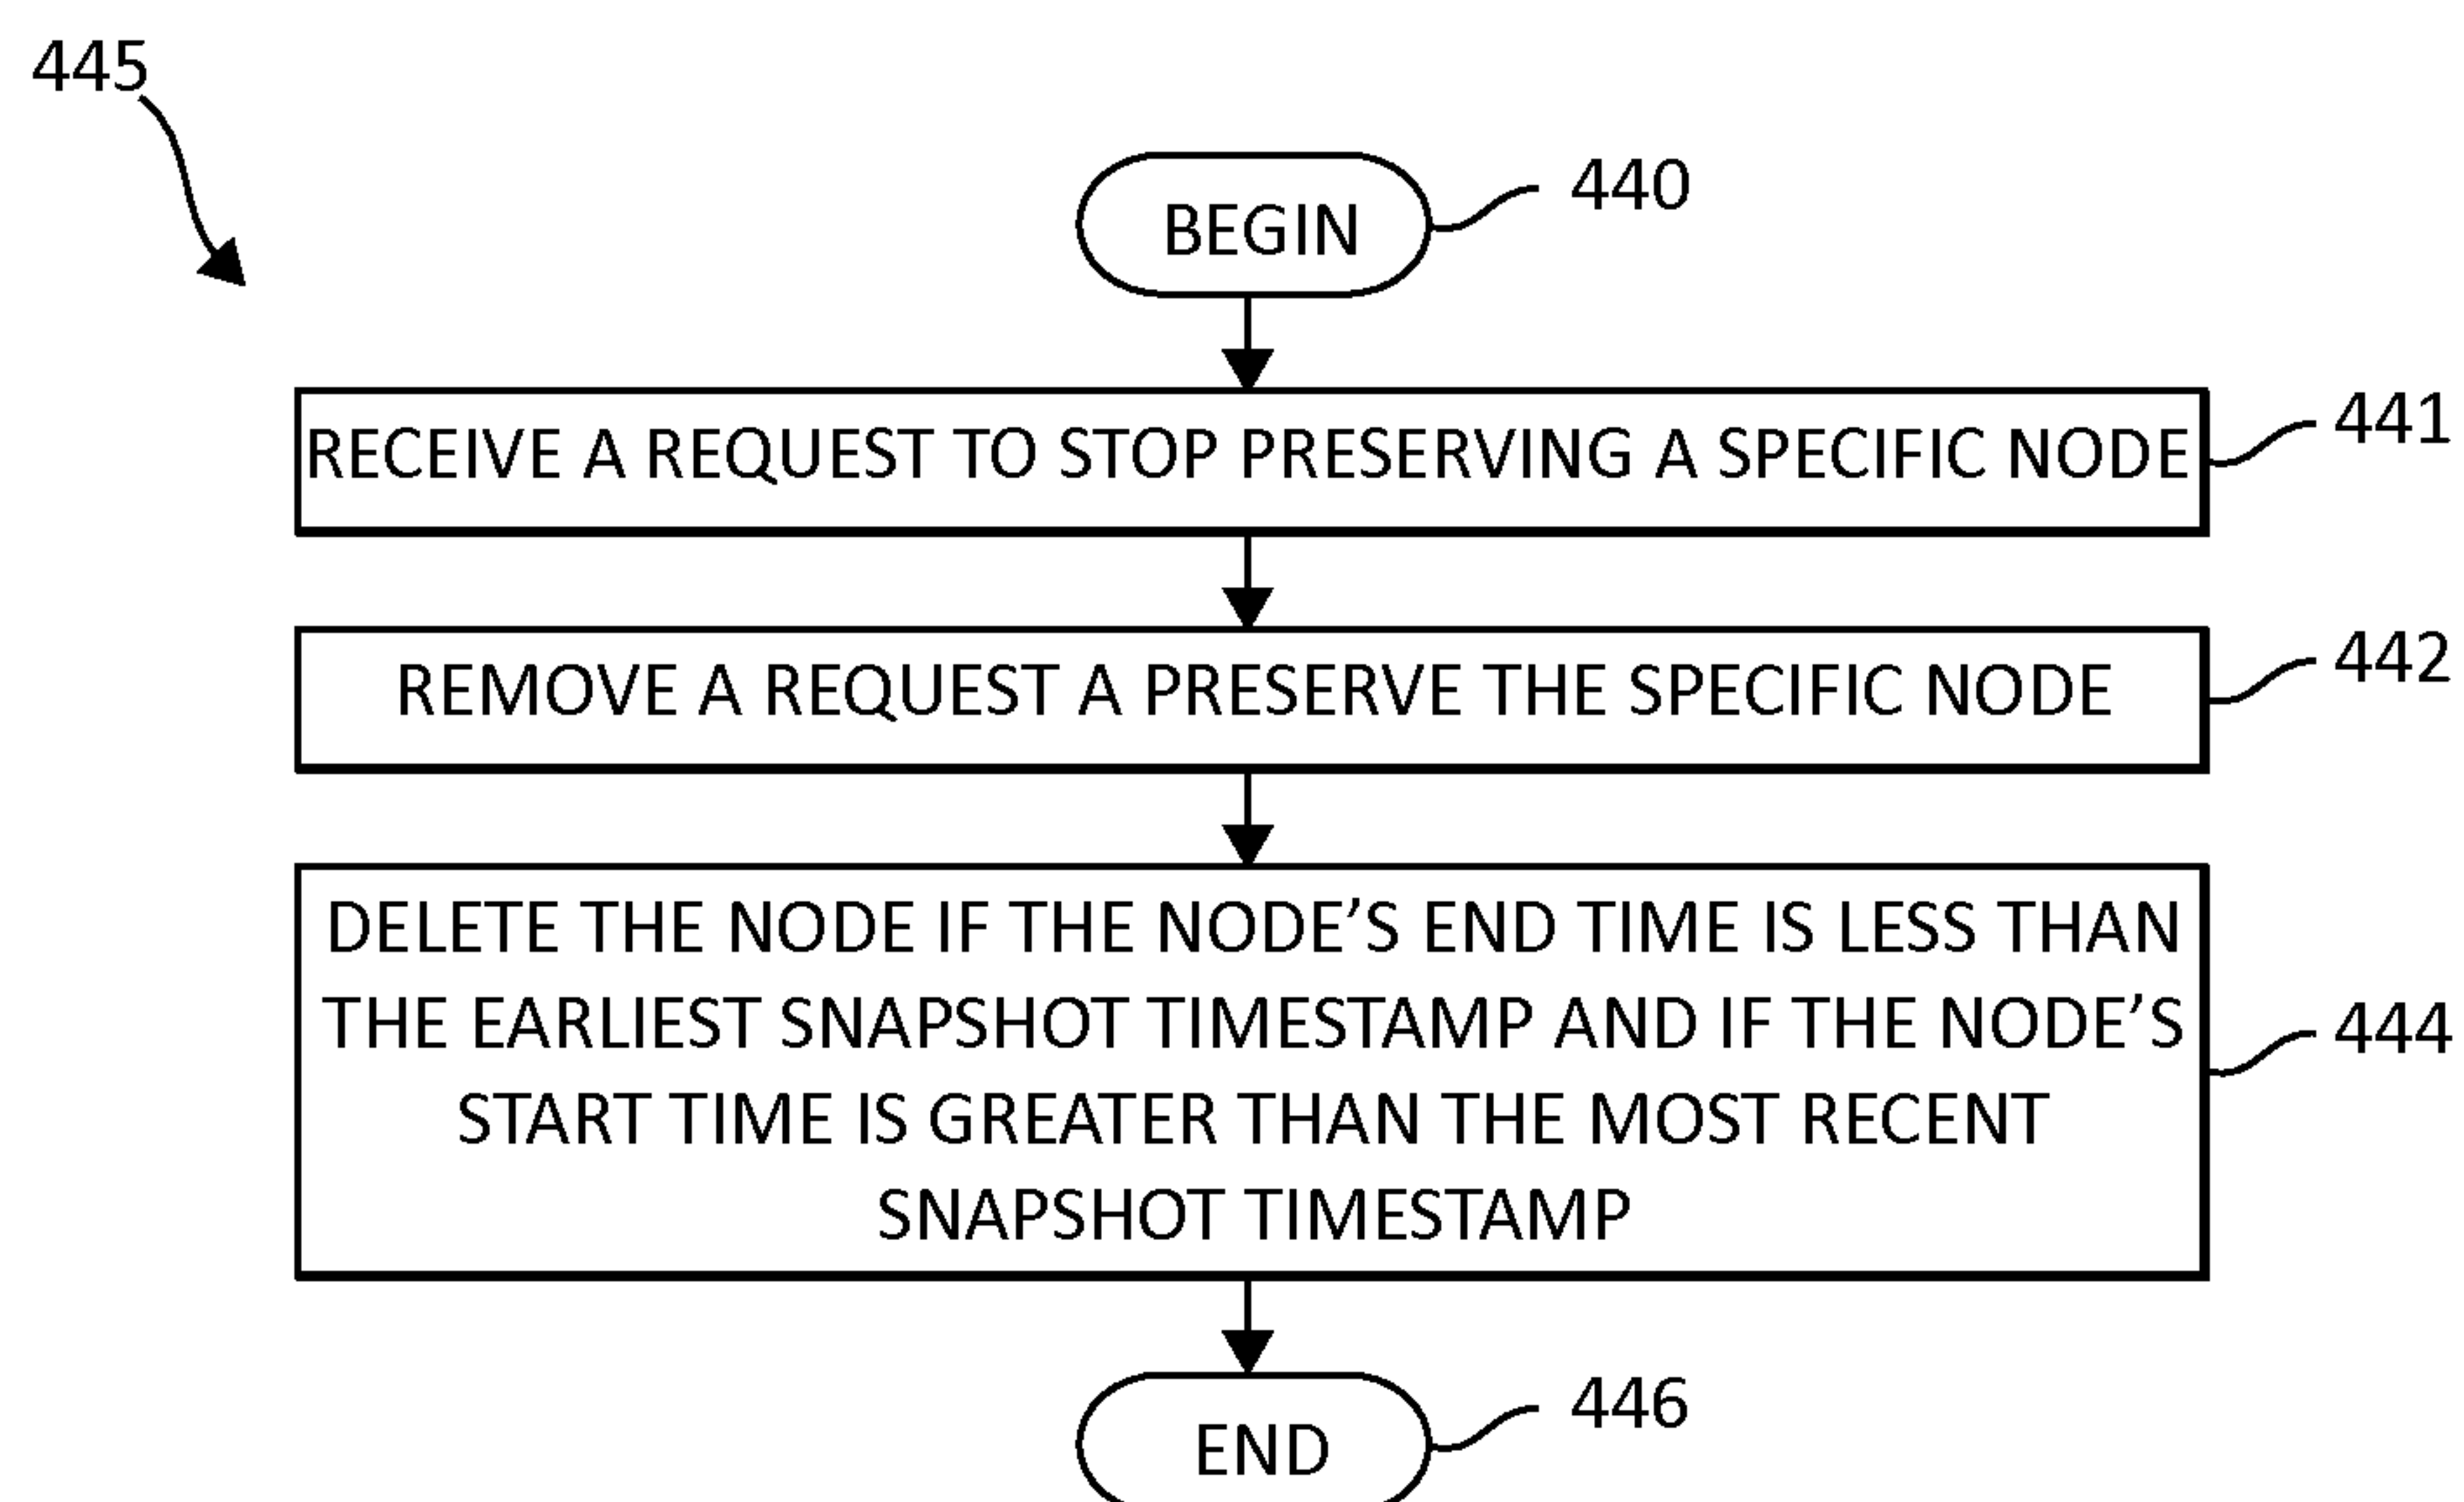 445
BEGIN
440
RECEIVE A REQUEST TO STOP PRESERVING A SPECIFIC NODE
441
REMOVE A REQUEST A PRESERVE THE SPECIFIC NODE
442
DELETE THE NODE IF THE NODE’S END TIME IS LESS THAN
THE EARLIEST SNAPSHOT TIMESTAMP AND IF THE NODE’S
START TIME IS GREATER THAN THE MOST RECENT
SNAPSHOT TIMESTAMP
444
END
446